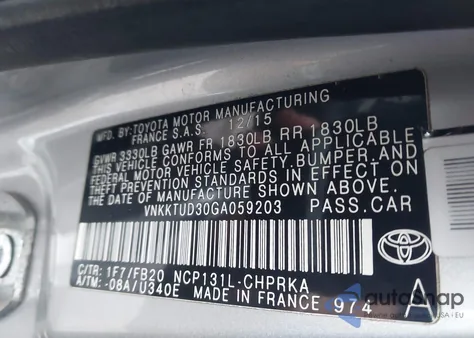 MFD. BY:TOYOTA MOTOR MANUFACTURING
FRANCE S.A.S. 12/15
GVWR 3330LB GAWR FR 1830LB RR 1830LB
THIS VEHICLE CONFORMS TO ALL APPLICABLE
FEDERAL MOTOR VEHICLE SAFETY,BUMPER,AND
THEFT PREVENTION STANDARDS IN EFFECT ON
THE DATE OF MANUFACTURE SHOWN ABOVE.
VNKKTUD30GA059203 PASS.CAR
C/TR: 1F7/FB20 NCP131L-CHPRKA
A/TM: -08A/U340E MADE IN FRANCE 974
TOYOTA
A
autoSnap